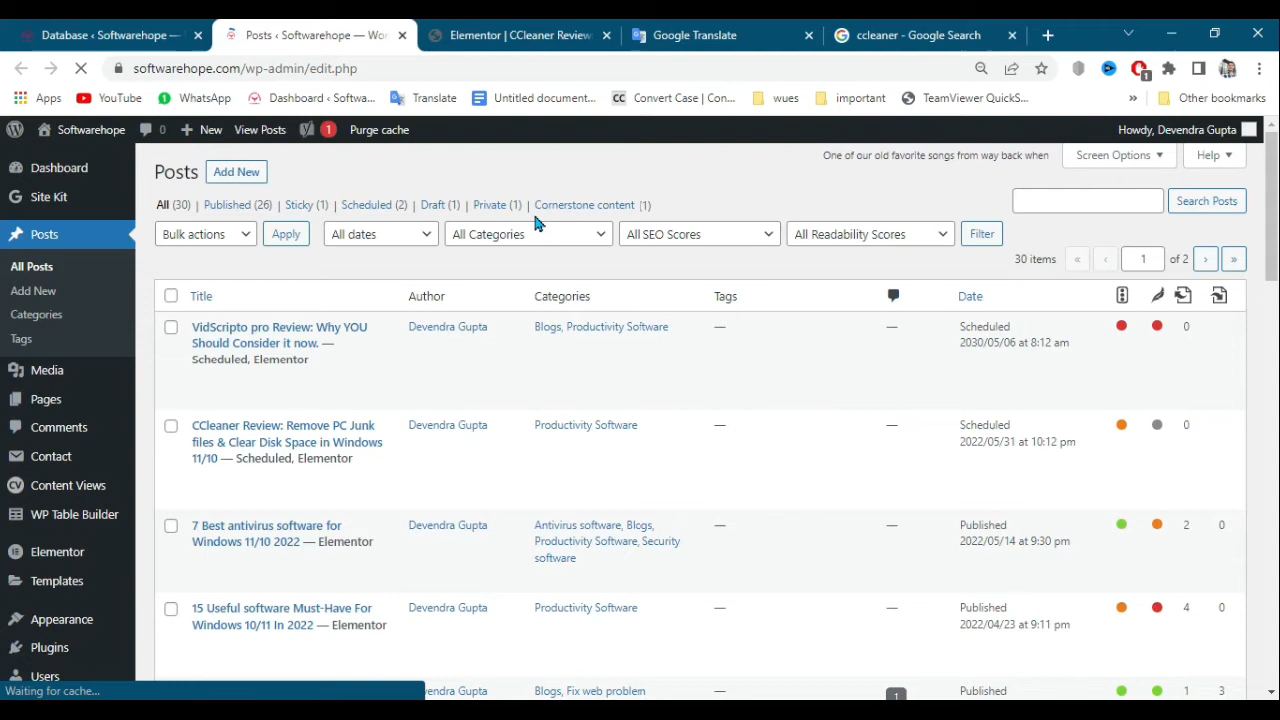 Database ‹ Softwarehope —
Posts ‹ Softwarehope — Wor
Elementor | CCleaner Review:
Google Translate
ccleaner - Google Search
softwarehope.com/wp-admin/edit.php
1
Apps
YouTube
WhatsApp
Dashboard ‹ Softwa...
Translate
Untitled document...
CC Convert Case | Con...
wues
important
TeamViewer QuickS...
Other bookmarks
Softwarehope
0
New
View Posts
1
Purge cache
Howdy, Devendra Gupta
Dashboard
Site Kit
Posts
All Posts
Add New
Categories
Tags
Media
Pages
Comments
Contact
Content Views
WP Table Builder
Elementor
Templates
Appearance
Plugins
Users
Posts
Add New
One of our old favorite songs from way back when
Screen Options
Help
All (30) | Published (26) | Sticky (1) | Scheduled (2) | Draft (1) | Private (1) | Cornerstone content (1)
Search Posts
Bulk actions
Apply
All dates
All Categories
All SEO Scores
All Readability Scores
Filter
30 items « ‹ 1 of 2 › »
Title
Author
Categories
Tags
Date
VidScripto pro Review: Why YOU
Should Consider it now. —
Scheduled, Elementor
Devendra Gupta
Blogs, Productivity Software
—
—
Scheduled
2030/05/06 at 8:12 am
0
CCleaner Review: Remove PC Junk
files & Clear Disk Space in Windows
11/10 — Scheduled, Elementor
Devendra Gupta
Productivity Software
—
—
Scheduled
2022/05/31 at 10:12 pm
0
7 Best antivirus software for
Windows 11/10 2022 — Elementor
Devendra Gupta
Antivirus software, Blogs,
Productivity Software, Security
software
—
—
Published
2022/05/14 at 9:30 pm
2
0
15 Useful software Must-Have For
Windows 10/11 In 2022 — Elementor
Devendra Gupta
Productivity Software
—
—
Published
2022/04/23 at 9:11 pm
4
0
vendra Gupta
Blogs, Fix web problem
1
Published
1
3
Waiting for cache...